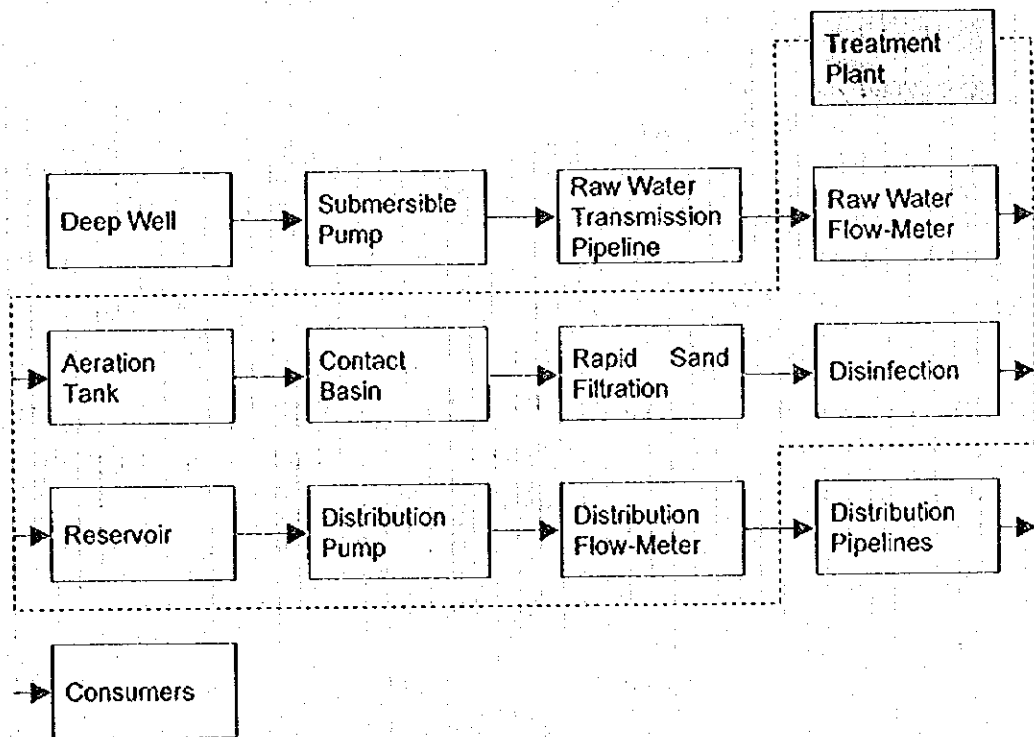 Treatment
Plant
Deep Well
Submersible
Pump
Raw Water
Transmission
Pipeline
Raw Water
Flow-Meter
Aeration
Tank
Contact
Basin
Rapid Sand
Filtration
Disinfection
Reservoir
Distribution
Pump
Distribution
Flow-Meter
Distribution
Pipelines
Consumers